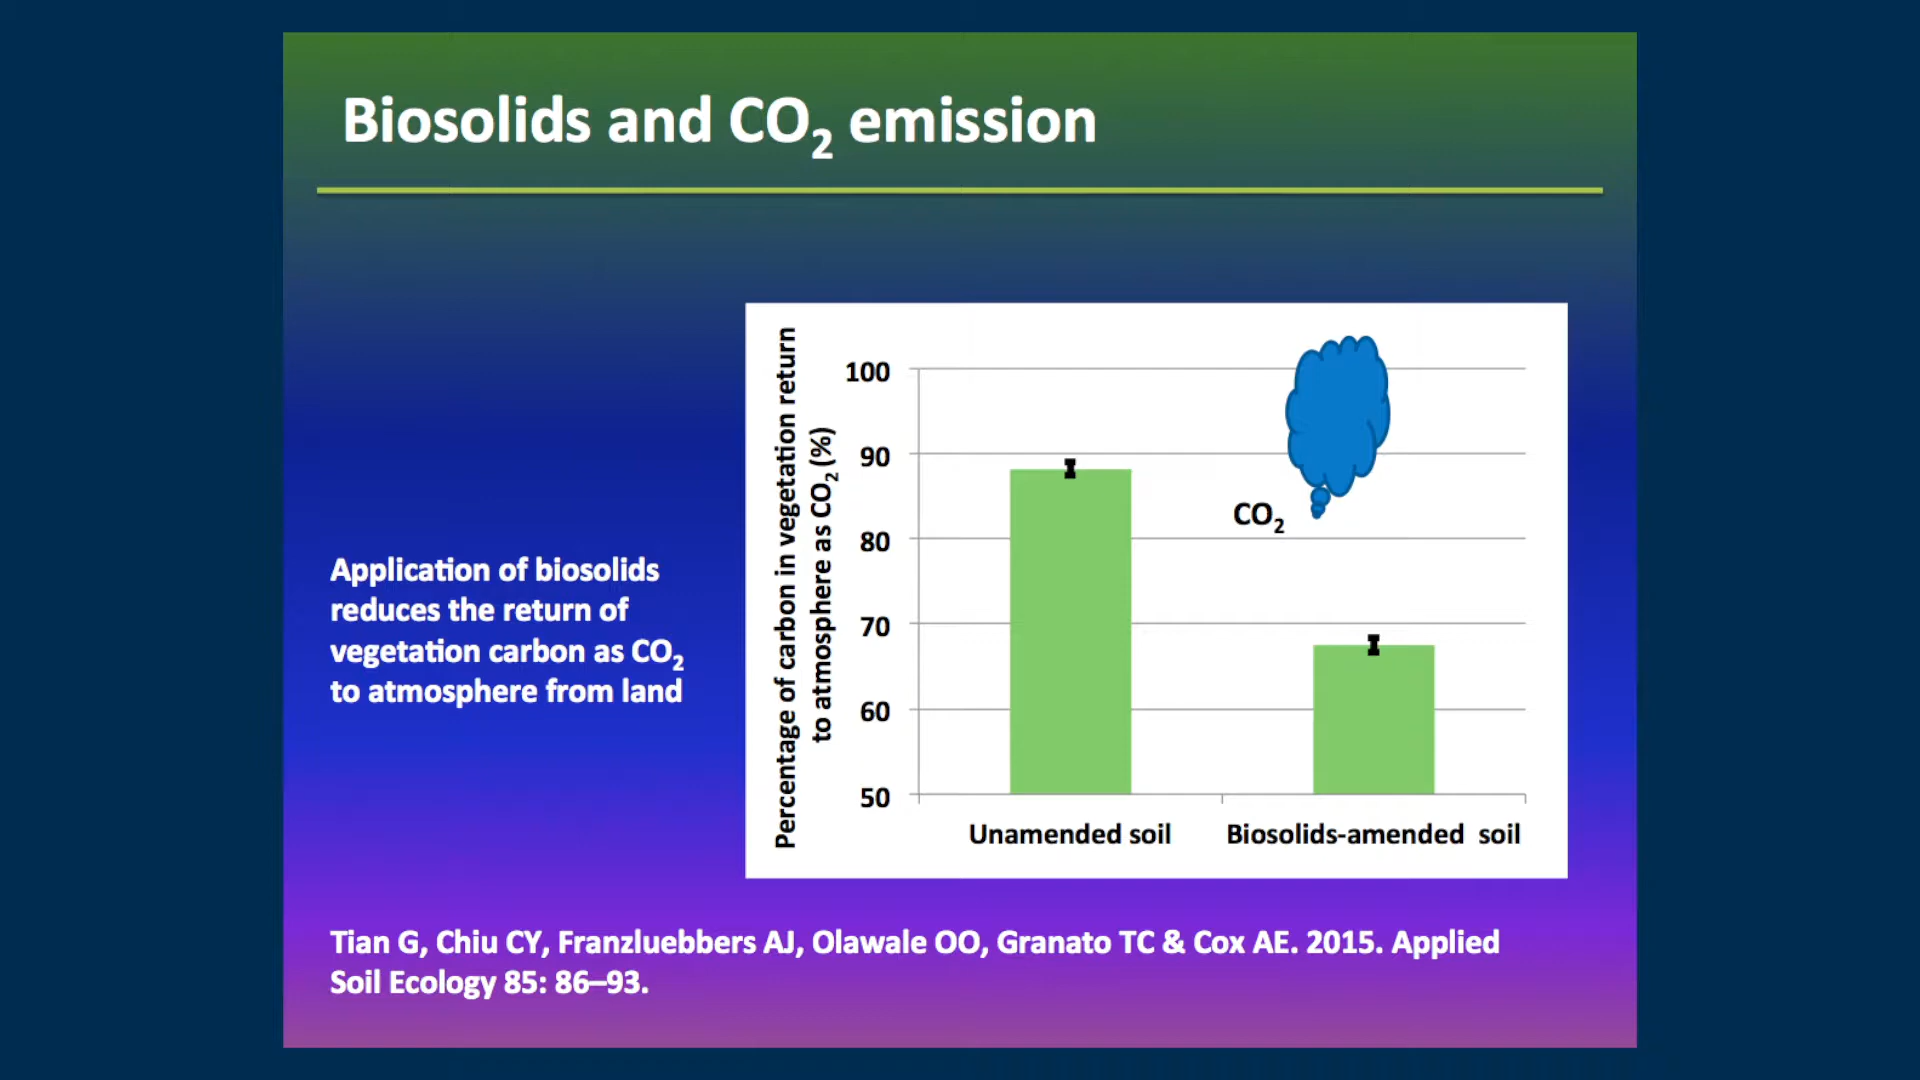 Biosolids and CO₂ emission
Application of biosolids
reduces the return of
vegetation carbon as CO₂
to atmosphere from land
Percentage of carbon in vegetation return
to atmosphere as CO₂ (%)
100
90
80
70
60
50
CO₂
Unamended soil
Biosolids-amended soil
Tian G, Chiu CY, Franzluebbers AJ, Olawale OO, Granato TC & Cox AE. 2015. Applied
Soil Ecology 85: 86–93.